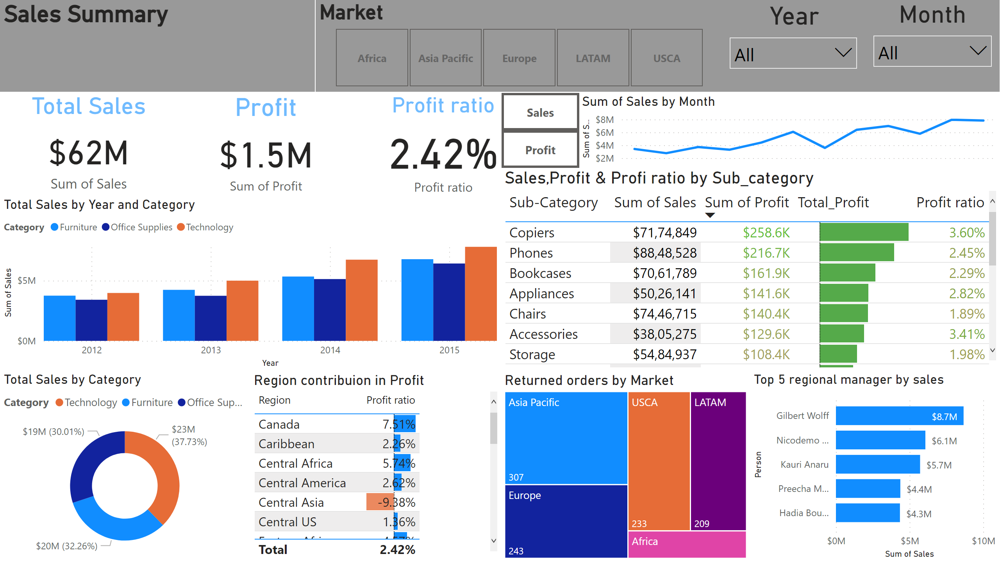 Sales Summary
Market
Africa
Asia Pacific
Europe
LATAM
USCA
Year
All
Month
All
Total Sales
$62M
Sum of Sales
Profit
$1.5M
Sum of Profit
Profit ratio
2.42%
Profit ratio
Sales
Profit
Sum of Sales by Month
Sum of S...
$8M
$6M
$4M
$2M
Total Sales by Year and Category
Category Furniture Office Supplies Technology
Sum of Sales
$5M
$0M
2012 2013 2014 2015
Year
Sales,Profit & Profi ratio by Sub_category
Sub-Category Sum of Sales Sum of Profit Total_Profit Profit ratio
Copiers $71,74,849 $258.6K 3.60%
Phones $88,48,528 $216.7K 2.45%
Bookcases $70,61,789 $161.9K 2.29%
Appliances $50,26,141 $141.6K 2.82%
Chairs $74,46,715 $140.4K 1.89%
Accessories $38,05,275 $129.6K 3.41%
Storage $54,84,937 $108.4K 1.98%
Total Sales by Category
Category Technology Furniture Office Sup...
$19M (30.01%)
$23M
(37.73%)
$20M (32.26%)
Region contribuion in Profit
Region Profit ratio
Canada 7.51%
Caribbean 2.26%
Central Africa 5.74%
Central America 2.62%
Central Asia -9.38%
Central US 1.36%
Total 2.42%
Returned orders by Market
Asia Pacific
307
Europe
243
USCA
233
LATAM
209
Africa
Top 5 regional manager by sales
Person
Gilbert Wolff $8.7M
Nicodemo ... $6.1M
Kauri Anaru $5.7M
Preecha M... $4.4M
Hadia Bou... $4.3M
$0M $5M $10M
Sum of Sales